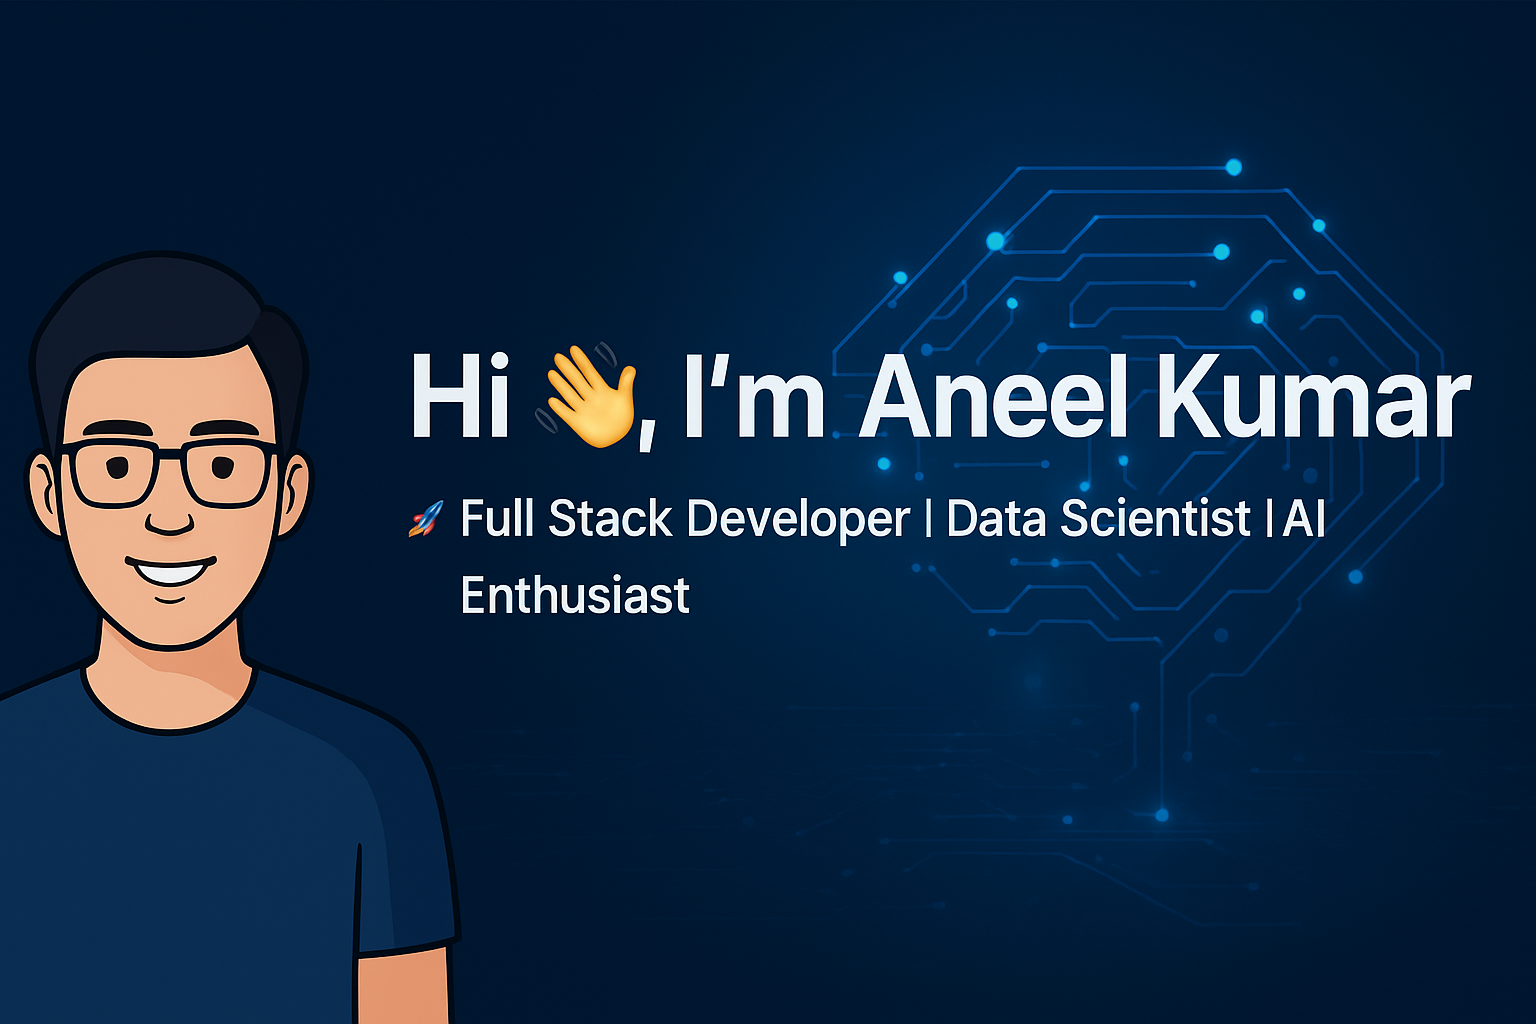 Hi 👋, I’m Aneel Kumar
🚀 Full Stack Developer | Data Scientist | AI
Enthusiast